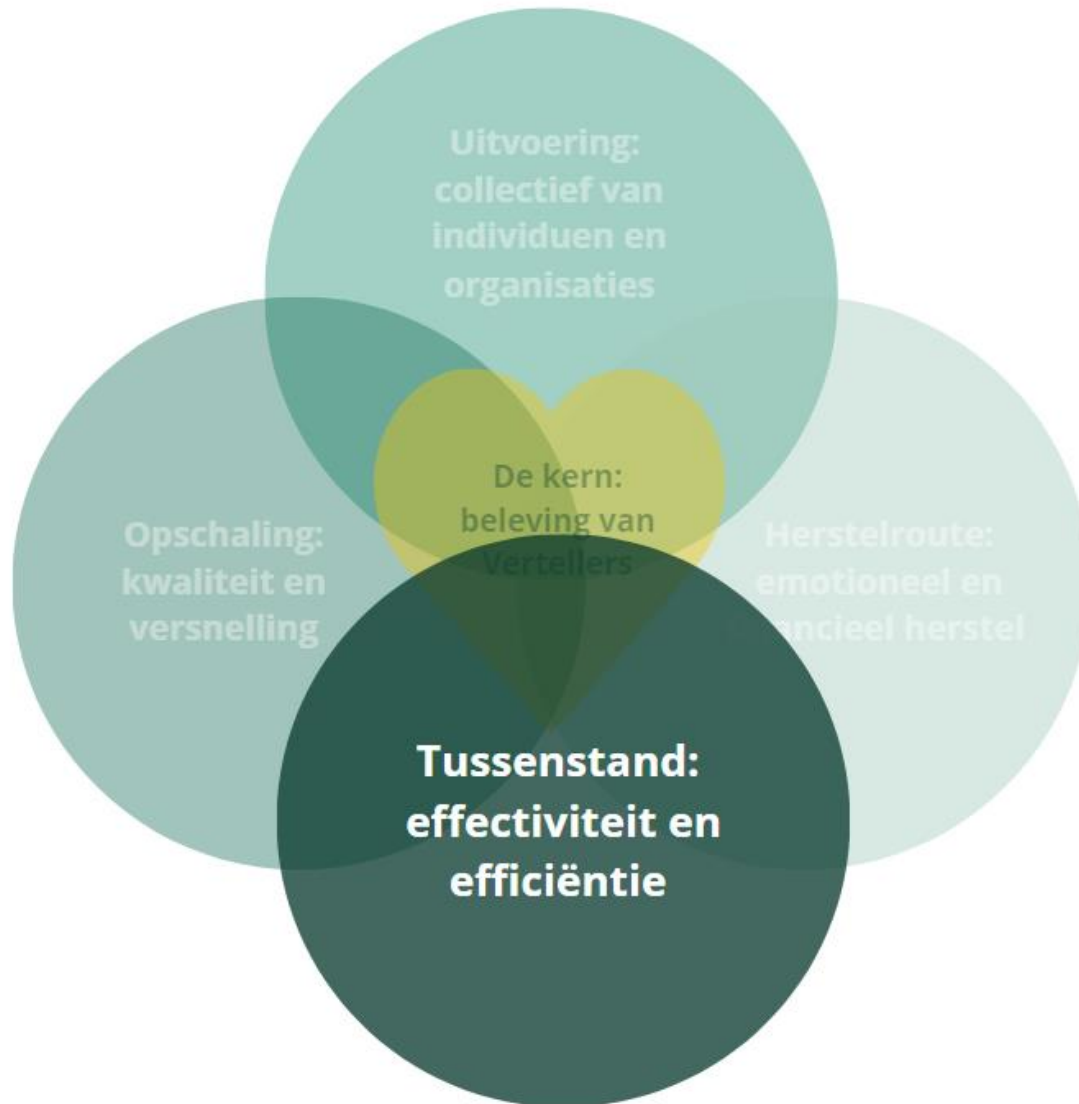 Uitvoering:
collectief van
individuen en
organisaties
De kern:
beleving van
Vertellers
Opschaling:
kwaliteit en
versnelling
Herstelroute:
emotioneel en
herstel
Tussenstand:
effectiviteit en
efficiëntie